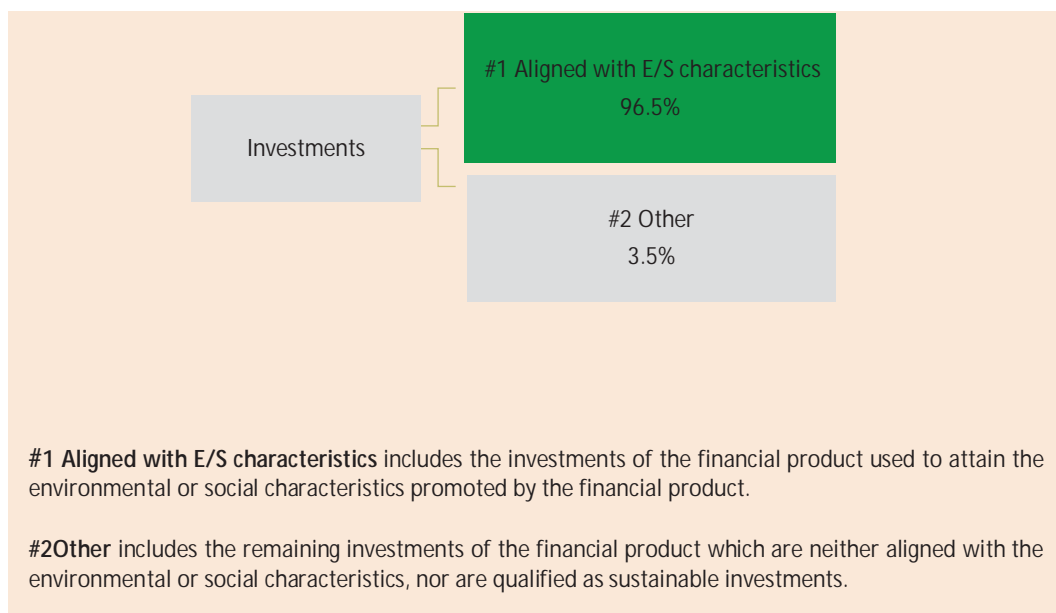 #1 Aligned with E/S characteristics
96.5%
Investments
#2 Other
3.5%
#1 Aligned with E/S characteristics includes the investments of the financial product used to attain the
environmental or social characteristics promoted by the financial product.
#2Other includes the remaining investments of the financial product which are neither aligned with the
environmental or social characteristics, nor are qualified as sustainable investments.